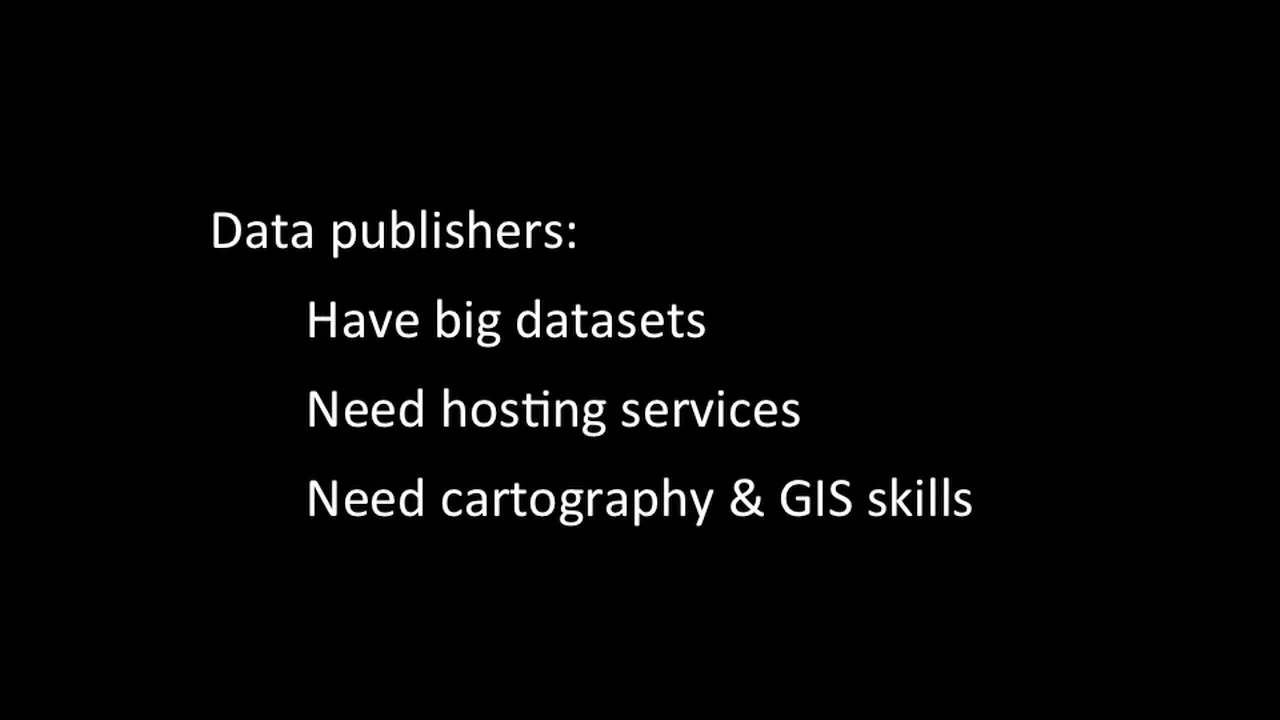 Data publishers:
Have big datasets
Need hosting services
Need cartography & GIS skills